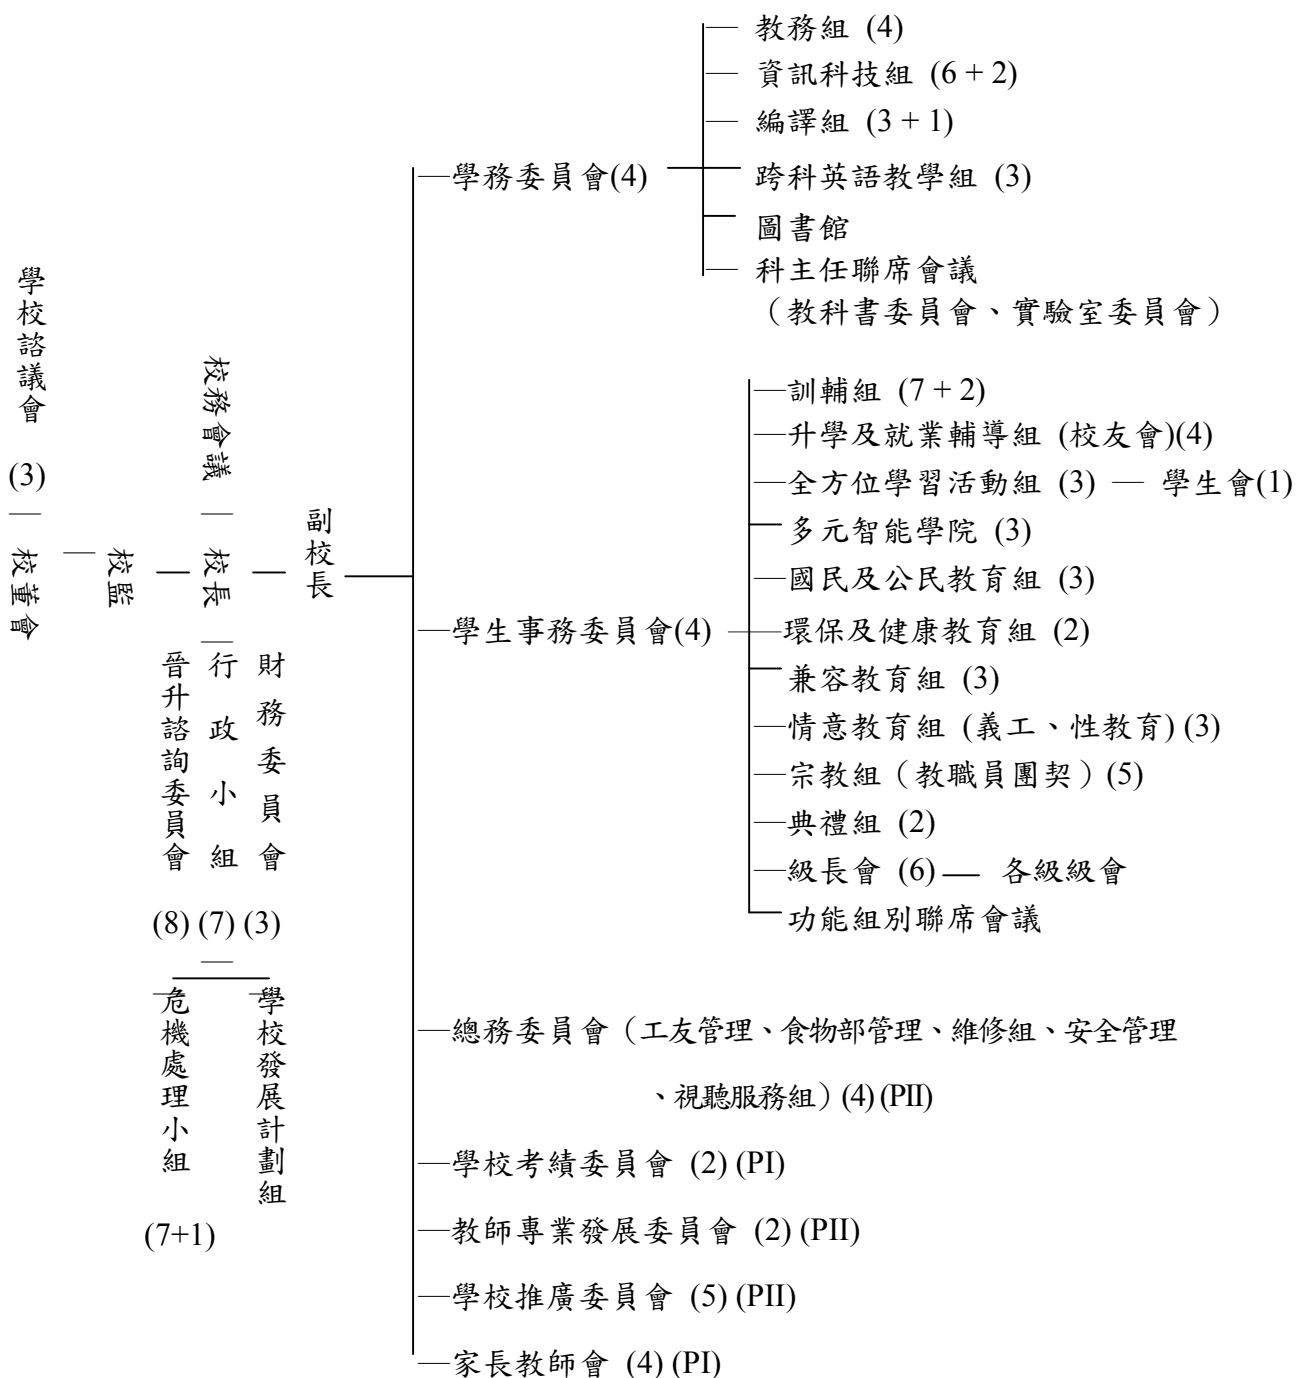 學校諮議會
(3)
校董會
校監
校務會議
校長
晉升諮詢委員會
(8)
行政小組
(7)
財務委員會
(3)
危機處理小組
(7+1)
學校發展計劃組
副校長
學務委員會(4)
教務組 (4)
資訊科技組 (6 + 2)
編譯組 (3 + 1)
跨科英語教學組 (3)
圖書館
科主任聯席會議
（教科書委員會、實驗室委員會）
學生事務委員會(4)
訓輔組 (7 + 2)
升學及就業輔導組 (校友會)(4)
全方位學習活動組 (3) — 學生會(1)
多元智能學院 (3)
國民及公民教育組 (3)
環保及健康教育組 (2)
兼容教育組 (3)
情意教育組 (義工、性教育) (3)
宗教組（教職員團契）(5)
典禮組 (2)
級長會 (6) — 各級級會
功能組別聯席會議
總務委員會（工友管理、食物部管理、維修組、安全管理
、視聽服務組）(4) (PII)
學校考績委員會 (2) (PI)
教師專業發展委員會 (2) (PII)
學校推廣委員會 (5) (PII)
家長教師會 (4) (PI)